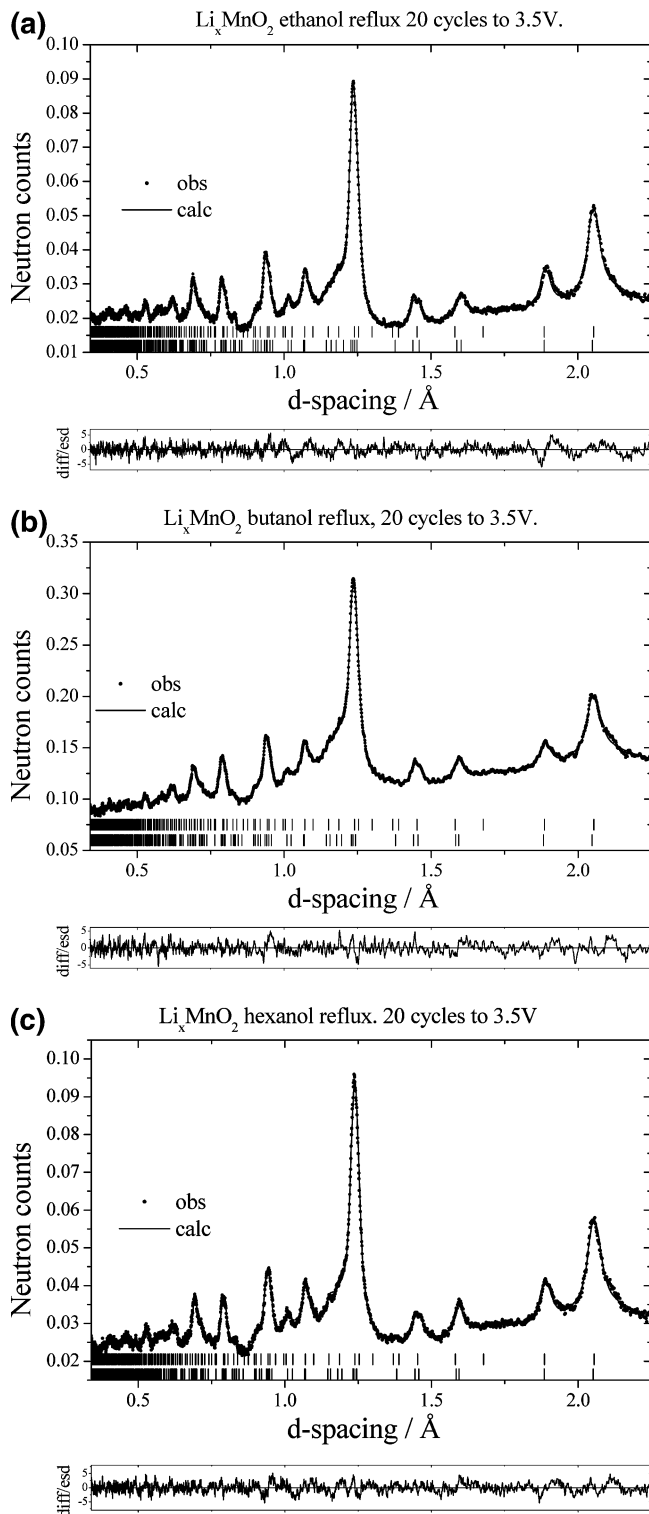 (a) LiₓMnO₂ ethanol reflux 20 cycles to 3.5V.
0.10
0.09
0.08
0.07
0.06
0.05
0.04
0.03
0.02
0.01
Neutron counts
obs
calc
0.5 1.0 1.5 2.0
d-spacing / Å
diff/esd
5
0
-5
(b) LiₓMnO₂ butanol reflux, 20 cycles to 3.5V.
0.35
0.30
0.25
0.20
0.15
0.10
0.05
Neutron counts
obs
calc
0.5 1.0 1.5 2.0
d-spacing / Å
diff/esd
5
0
-5
(c) LiₓMnO₂ hexanol reflux. 20 cycles to 3.5V
0.10
0.09
0.08
0.07
0.06
0.05
0.04
0.03
0.02
Neutron counts
obs
calc
0.5 1.0 1.5 2.0
d-spacing / Å
diff/esd
5
0
-5